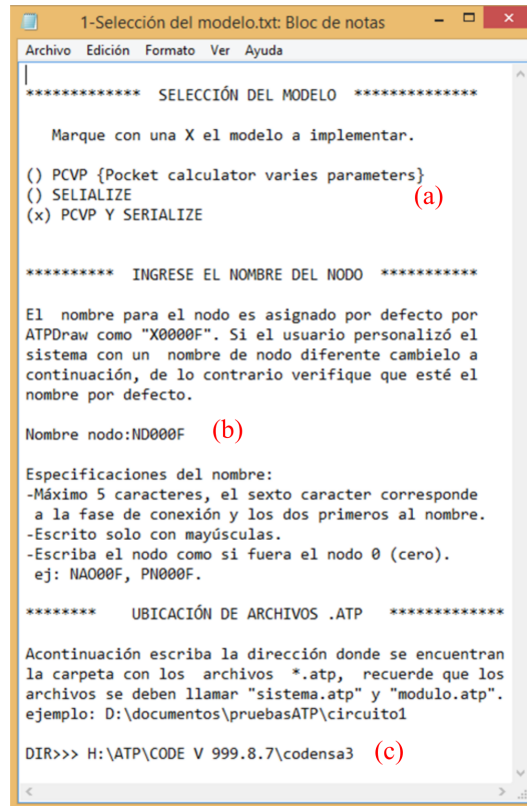 1-Selección del modelo.txt: Bloc de notas
Archivo Edición Formato Ver Ayuda
************* SELECCIÓN DEL MODELO **************
Marque con una X el modelo a implementar.
() PCVP {Pocket calculator varies parameters}
(a)
() SELIALIZE
(x) PCVP Y SERIALIZE
********** INGRESE EL NOMBRE DEL NODO ***********
El nombre para el nodo es asignado por defecto por
ATPDraw como "X0000F". Si el usuario personalizó el
sistema con un nombre de nodo diferente cambielo a
continuación, de lo contrario verifique que esté el
nombre por defecto.
Nombre nodo:ND000F (b)
Especificaciones del nombre:
-Máximo 5 caracteres, el sexto caracter corresponde
a la fase de conexión y los dos primeros al nombre.
-Escrito solo con mayúsculas.
-Escriba el nodo como si fuera el nodo 0 (cero).
ej: NAO00F, PN000F.
******** UBICACIÓN DE ARCHIVOS .ATP *************
Acontinuación escriba la dirección donde se encuentran
la carpeta con los archivos *.atp, recuerde que los
archivos se deben llamar "sistema.atp" y "modulo.atp".
ejemplo: D:\documentos\pruebasATP\circuito1
DIR>>> H:\ATP\CODE V 999.8.7\codensa3 (c)